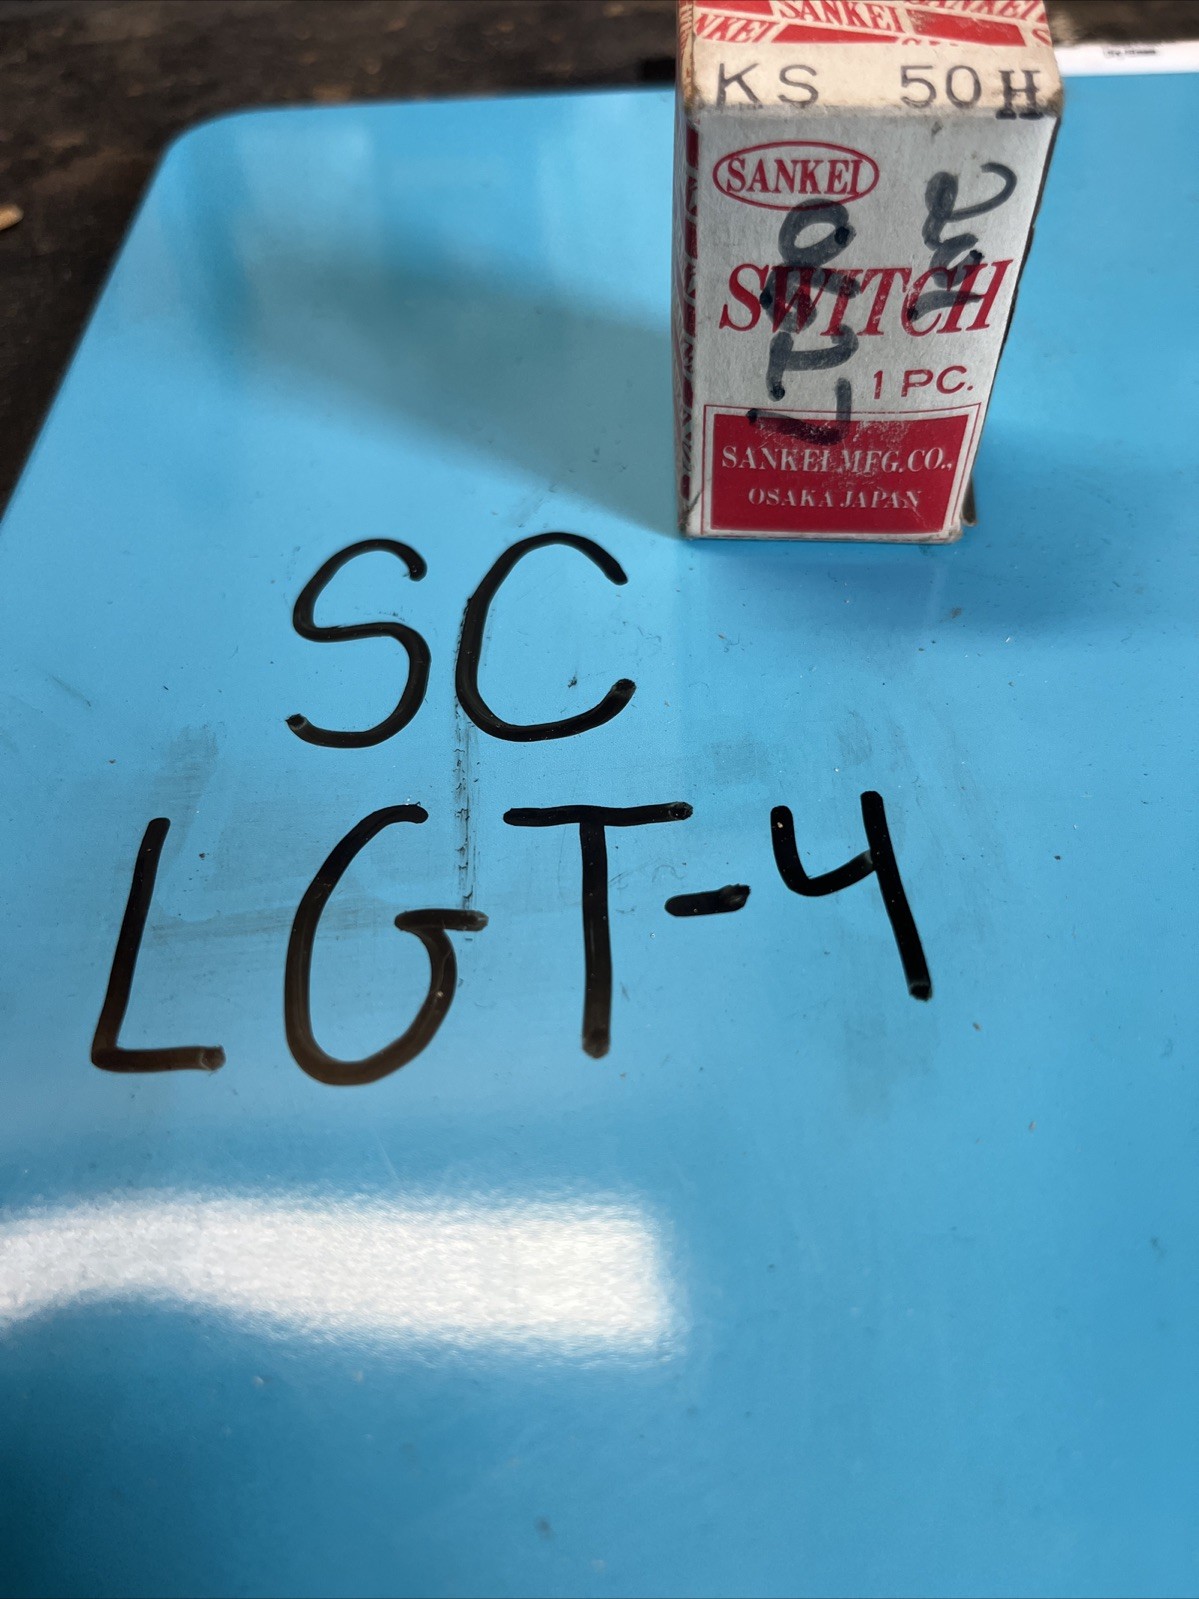 SANKEI
KS 50H
SANKEI
SWITCH
1 PC.
SANKEI MFG. CO.,
OSAKA JAPAN
SC
LGT-4